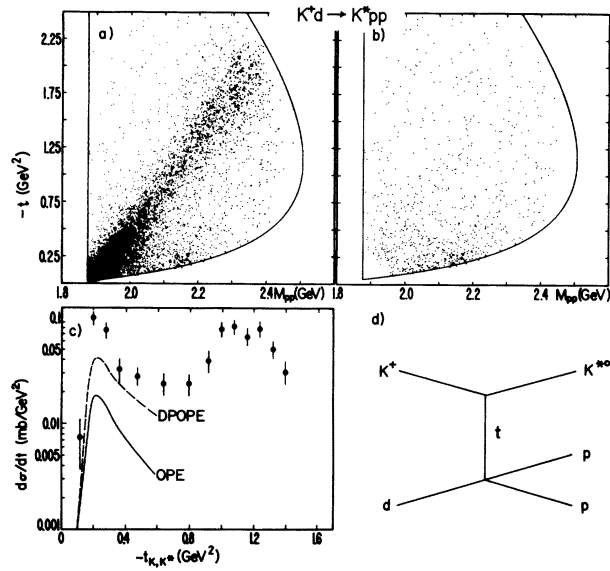 K⁺d → K*pp
a)
b)
2.25
1.75
1.25
0.75
0.25
-t (GeV²)
1.8 2.0 2.2 2.4 Mpp(GeV) 1.8 2.0 2.2 2.4
Mpp(GeV)
c)
0.1
0.05
0.01
0.005
0.001
dσ/dt (mb/GeV²)
DPOPE
OPE
0 0.4 0.8 1.2 1.6
-t_K,K* (GeV²)
d)
K⁺ K*⁰
t
p
d p